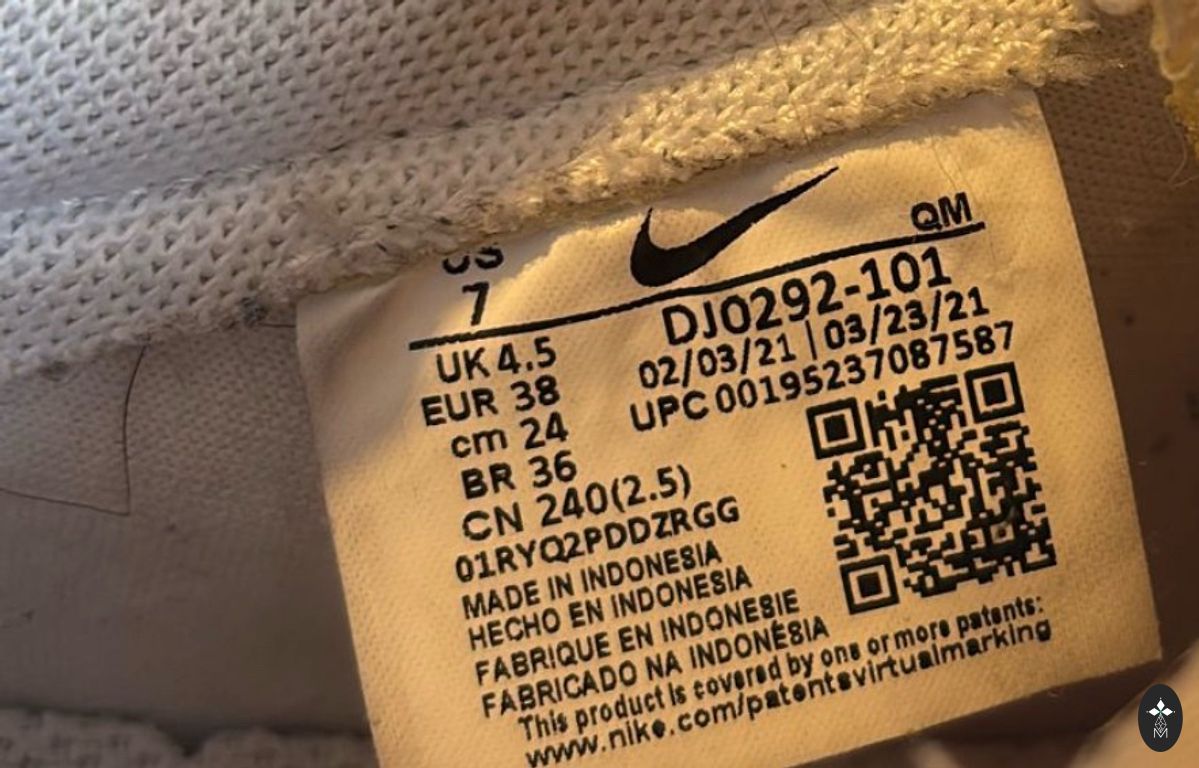 QM
US
7
DJ0292-101
UK 4.5
02/03/21 | 03/23/21
EUR 38
UPC 00195237087587
cm 24
BR 36
CN 240(2.5)
01RYQ2PDDZRGG
MADE IN INDONESIA
HECHO EN INDONESIA
FABRIQUE EN INDONESIE
FABRICADO NA INDONÉSIA
This product is covered by one or more patents:
www.nike.com/patentsvirtualmarking
M